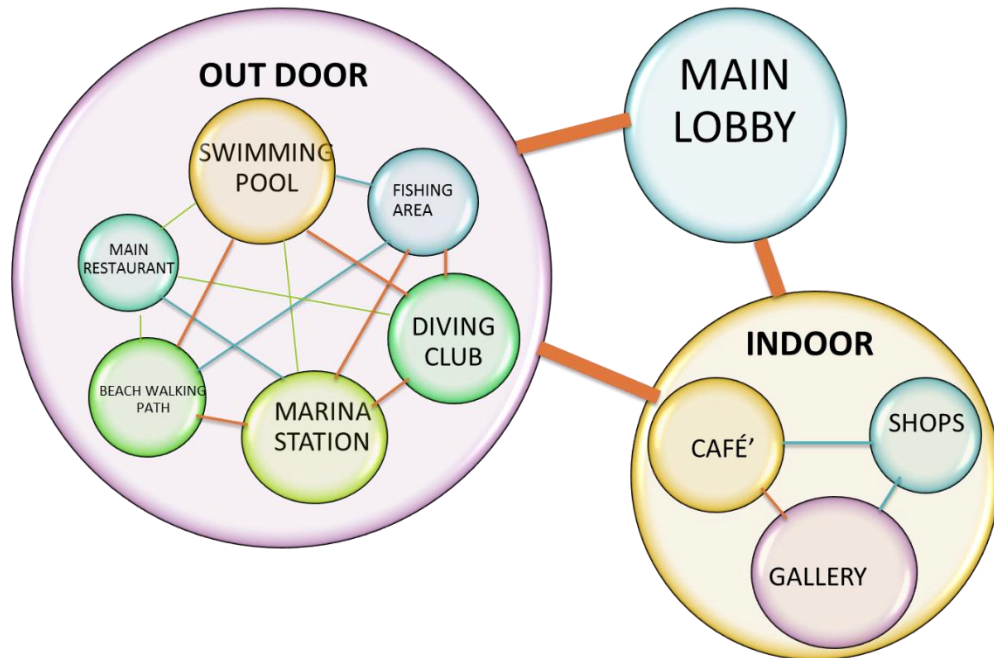 OUT DOOR
SWIMMING
POOL
FISHING
AREA
MAIN
RESTAURANT
DIVING
CLUB
BEACH WALKING
PATH
MARINA
STATION
MAIN
LOBBY
INDOOR
CAFÉ’
SHOPS
GALLERY